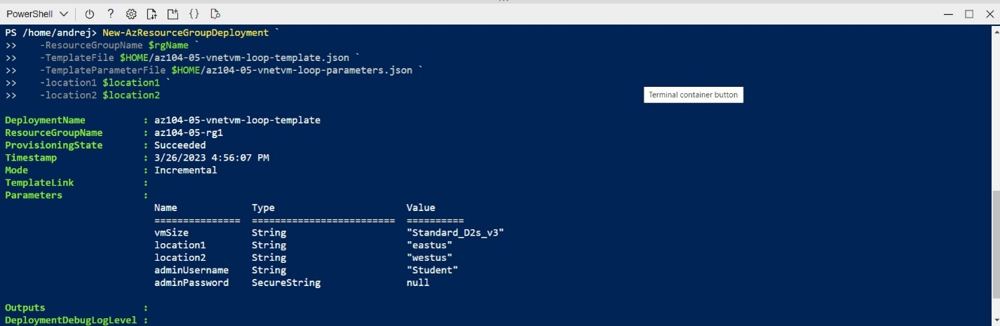 PowerShell
PS /home/andrej> New-AzResourceGroupDeployment `
>>    -ResourceGroupName $rgName `
>>    -TemplateFile $HOME/az104-05-vnetvm-loop-template.json `
>>    -TemplateParameterFile $HOME/az104-05-vnetvm-loop-parameters.json `
>>    -location1 $location1 `
>>    -location2 $location2
Terminal container button
DeploymentName          : az104-05-vnetvm-loop-template
ResourceGroupName       : az104-05-rg1
ProvisioningState       : Succeeded
Timestamp               : 3/26/2023 4:56:07 PM
Mode                    : Incremental
TemplateLink            :
Parameters              :
                          Name             Type                       Value
                          ===============  =========================  ==========
                          vmSize           String                     "Standard_D2s_v3"
                          location1        String                     "eastus"
                          location2        String                     "westus"
                          adminUsername    String                     "Student"
                          adminPassword    SecureString               null
Outputs                 :
DeploymentDebugLogLevel :